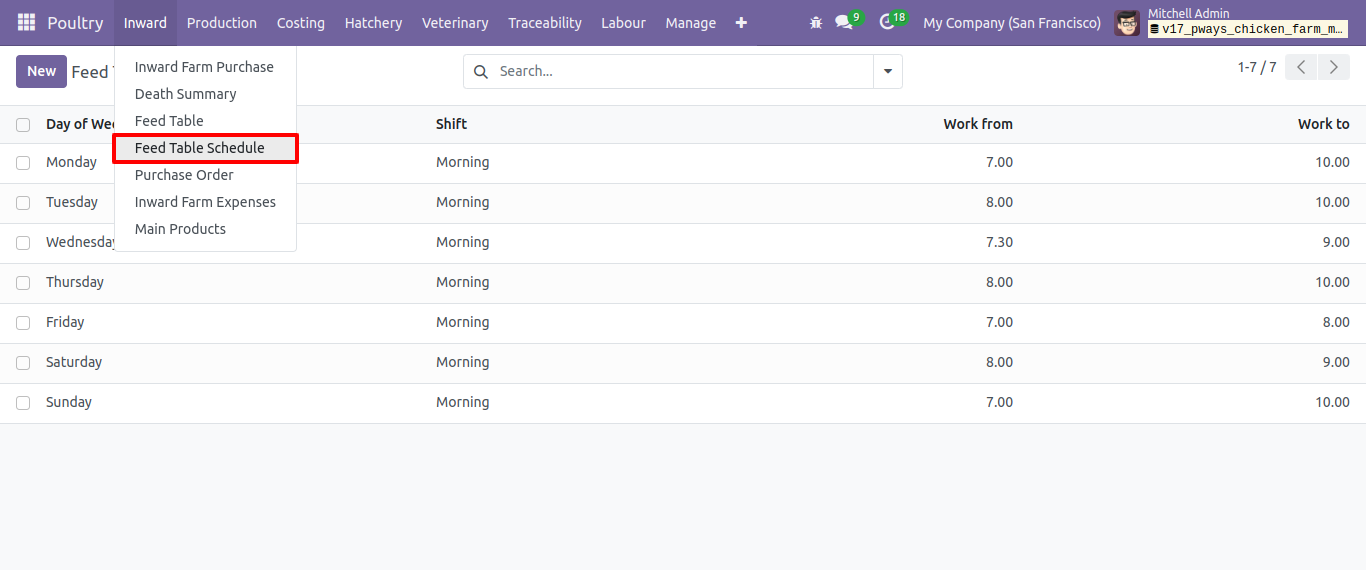 Poultry Inward Production Costing Hatchery Veterinary Traceability Labour Manage 9 18 My Company (San Francisco) Mitchell Admin
v17_pways_chicken_farm_m...
New Feed T Search... 1-7 / 7
Inward Farm Purchase
Death Summary
Feed Table
Feed Table Schedule
Purchase Order
Inward Farm Expenses
Main Products
Day of We Shift Work from Work to
Monday Morning 7.00 10.00
Tuesday Morning 8.00 10.00
Wednesday Morning 7.30 9.00
Thursday Morning 8.00 10.00
Friday Morning 7.00 8.00
Saturday Morning 8.00 9.00
Sunday Morning 7.00 10.00